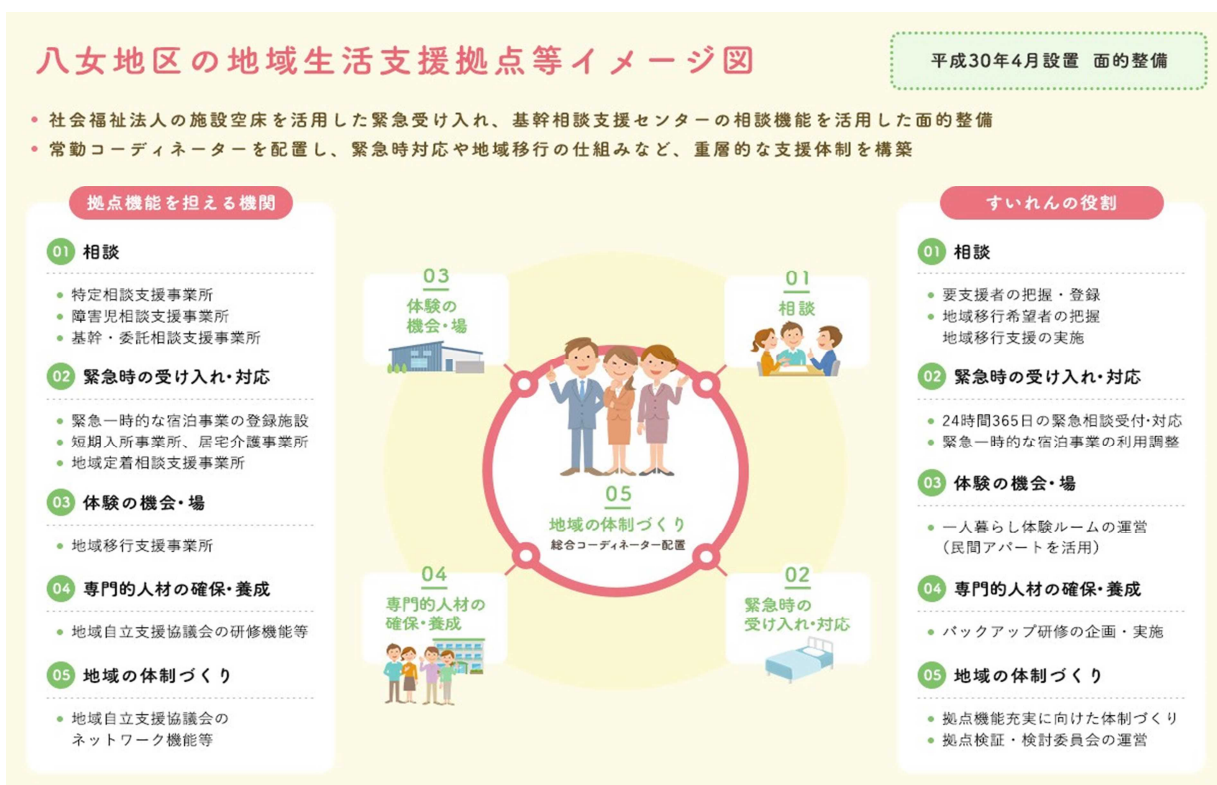 八女地区の地域生活支援拠点等イメージ図
平成30年4月設置 面的整備
• 社会福祉法人の施設空床を活用した緊急受け入れ、基幹相談支援センターの相談機能を活用した面的整備
• 常勤コーディネーターを配置し、緊急時対応や地域移行の仕組みなど、重層的な支援体制を構築
拠点機能を担える機関
01 相談
• 特定相談支援事業所
• 障害児相談支援事業所
• 基幹・委託相談支援事業所
02 緊急時の受け入れ・対応
• 緊急一時的な宿泊事業の登録施設
• 短期入所事業所、居宅介護事業所
• 地域定着相談支援事業所
03 体験の機会・場
• 地域移行支援事業所
04 専門的人材の確保・養成
• 地域自立支援協議会の研修機能等
05 地域の体制づくり
• 地域自立支援協議会の
ネットワーク機能等
03
体験の
機会・場
01
相談
05
地域の体制づくり
総合コーディネーター配置
04
専門的人材の
確保・養成
02
緊急時の
受け入れ・対応
すいれんの役割
01 相談
• 要支援者の把握・登録
• 地域移行希望者の把握
地域移行支援の実施
02 緊急時の受け入れ・対応
• 24時間365日の緊急相談受付・対応
• 緊急一時的な宿泊事業の利用調整
03 体験の機会・場
• 一人暮らし体験ルームの運営
（民間アパートを活用）
04 専門的人材の確保・養成
• バックアップ研修の企画・実施
05 地域の体制づくり
• 拠点機能充実に向けた体制づくり
• 拠点検証・検討委員会の運営